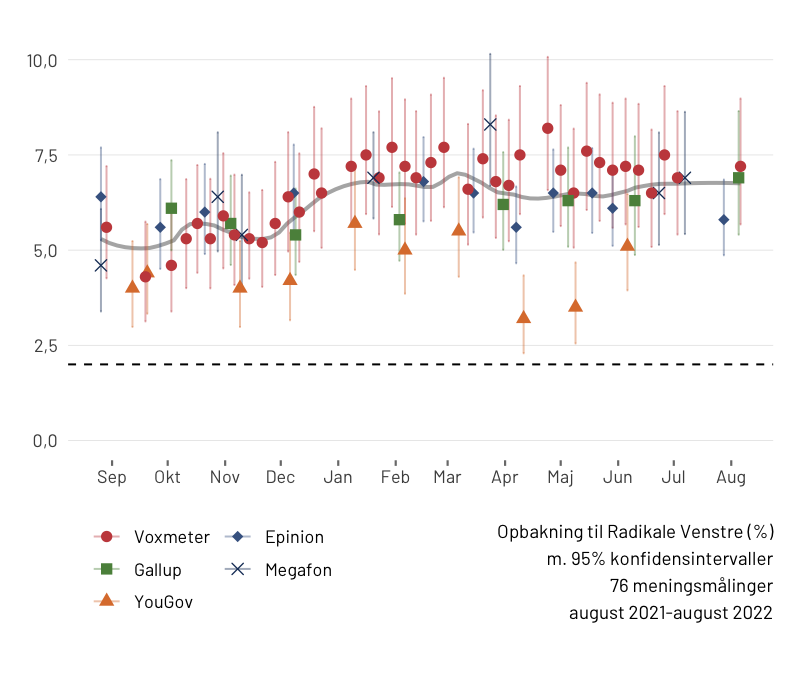 10,0
7,5
5,0
2,5
0,0
Sep Okt Nov Dec Jan Feb Mar Apr Maj Jun Jul Aug
Voxmeter Epinion
Gallup Megafon
YouGov
Opbakning til Radikale Venstre (%)
m. 95% konfidensintervaller
76 meningsmålinger
august 2021-august 2022